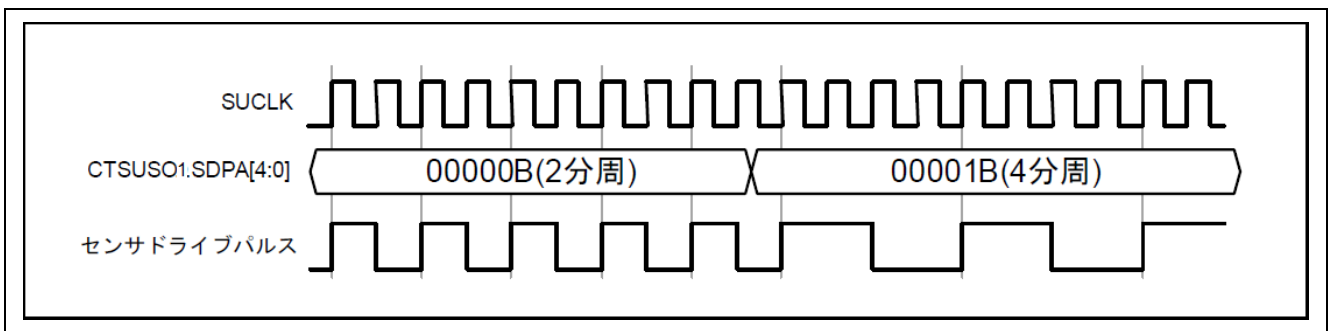 SUCLK
CTSUSO1.SDPA[4:0]
00000B(2分周)
00001B(4分周)
センサドライブパルス